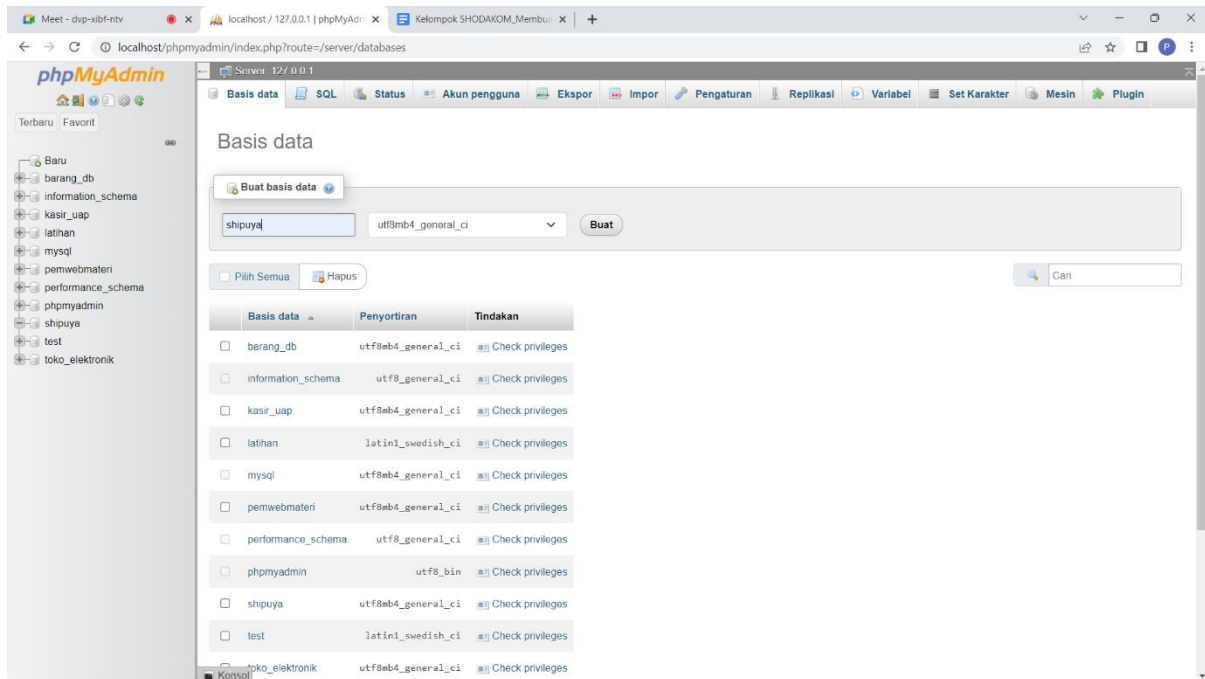 Meet - dvp-xibf-ntv
localhost / 127.0.0.1 | phpMyAdm
Kelompok SHODAKOM_Membua
localhost/phpmyadmin/index.php?route=/server/databases
P
phpMyAdmin
Terbaru Favorit
Baru
barang_db
information_schema
kasir_uap
latihan
mysql
pemwebmateri
performance_schema
phpmyadmin
shipuya
test
toko_elektronik
Server: 127.0.0.1
Basis data SQL Status Akun pengguna Ekspor Impor Pengaturan Replikasi Variabel Set Karakter Mesin Plugin
Basis data
Buat basis data
shipuya utf8mb4_general_ci Buat
Pilih Semua Hapus Cari
Basis data Penyortiran Tindakan
barang_db utf8mb4_general_ci Check privileges
information_schema utf8_general_ci Check privileges
kasir_uap utf8mb4_general_ci Check privileges
latihan latin1_swedish_ci Check privileges
mysql utf8mb4_general_ci Check privileges
pemwebmateri utf8mb4_general_ci Check privileges
performance_schema utf8_general_ci Check privileges
phpmyadmin utf8_bin Check privileges
shipuya utf8mb4_general_ci Check privileges
test latin1_swedish_ci Check privileges
toko_elektronik utf8mb4_general_ci Check privileges
Konsol